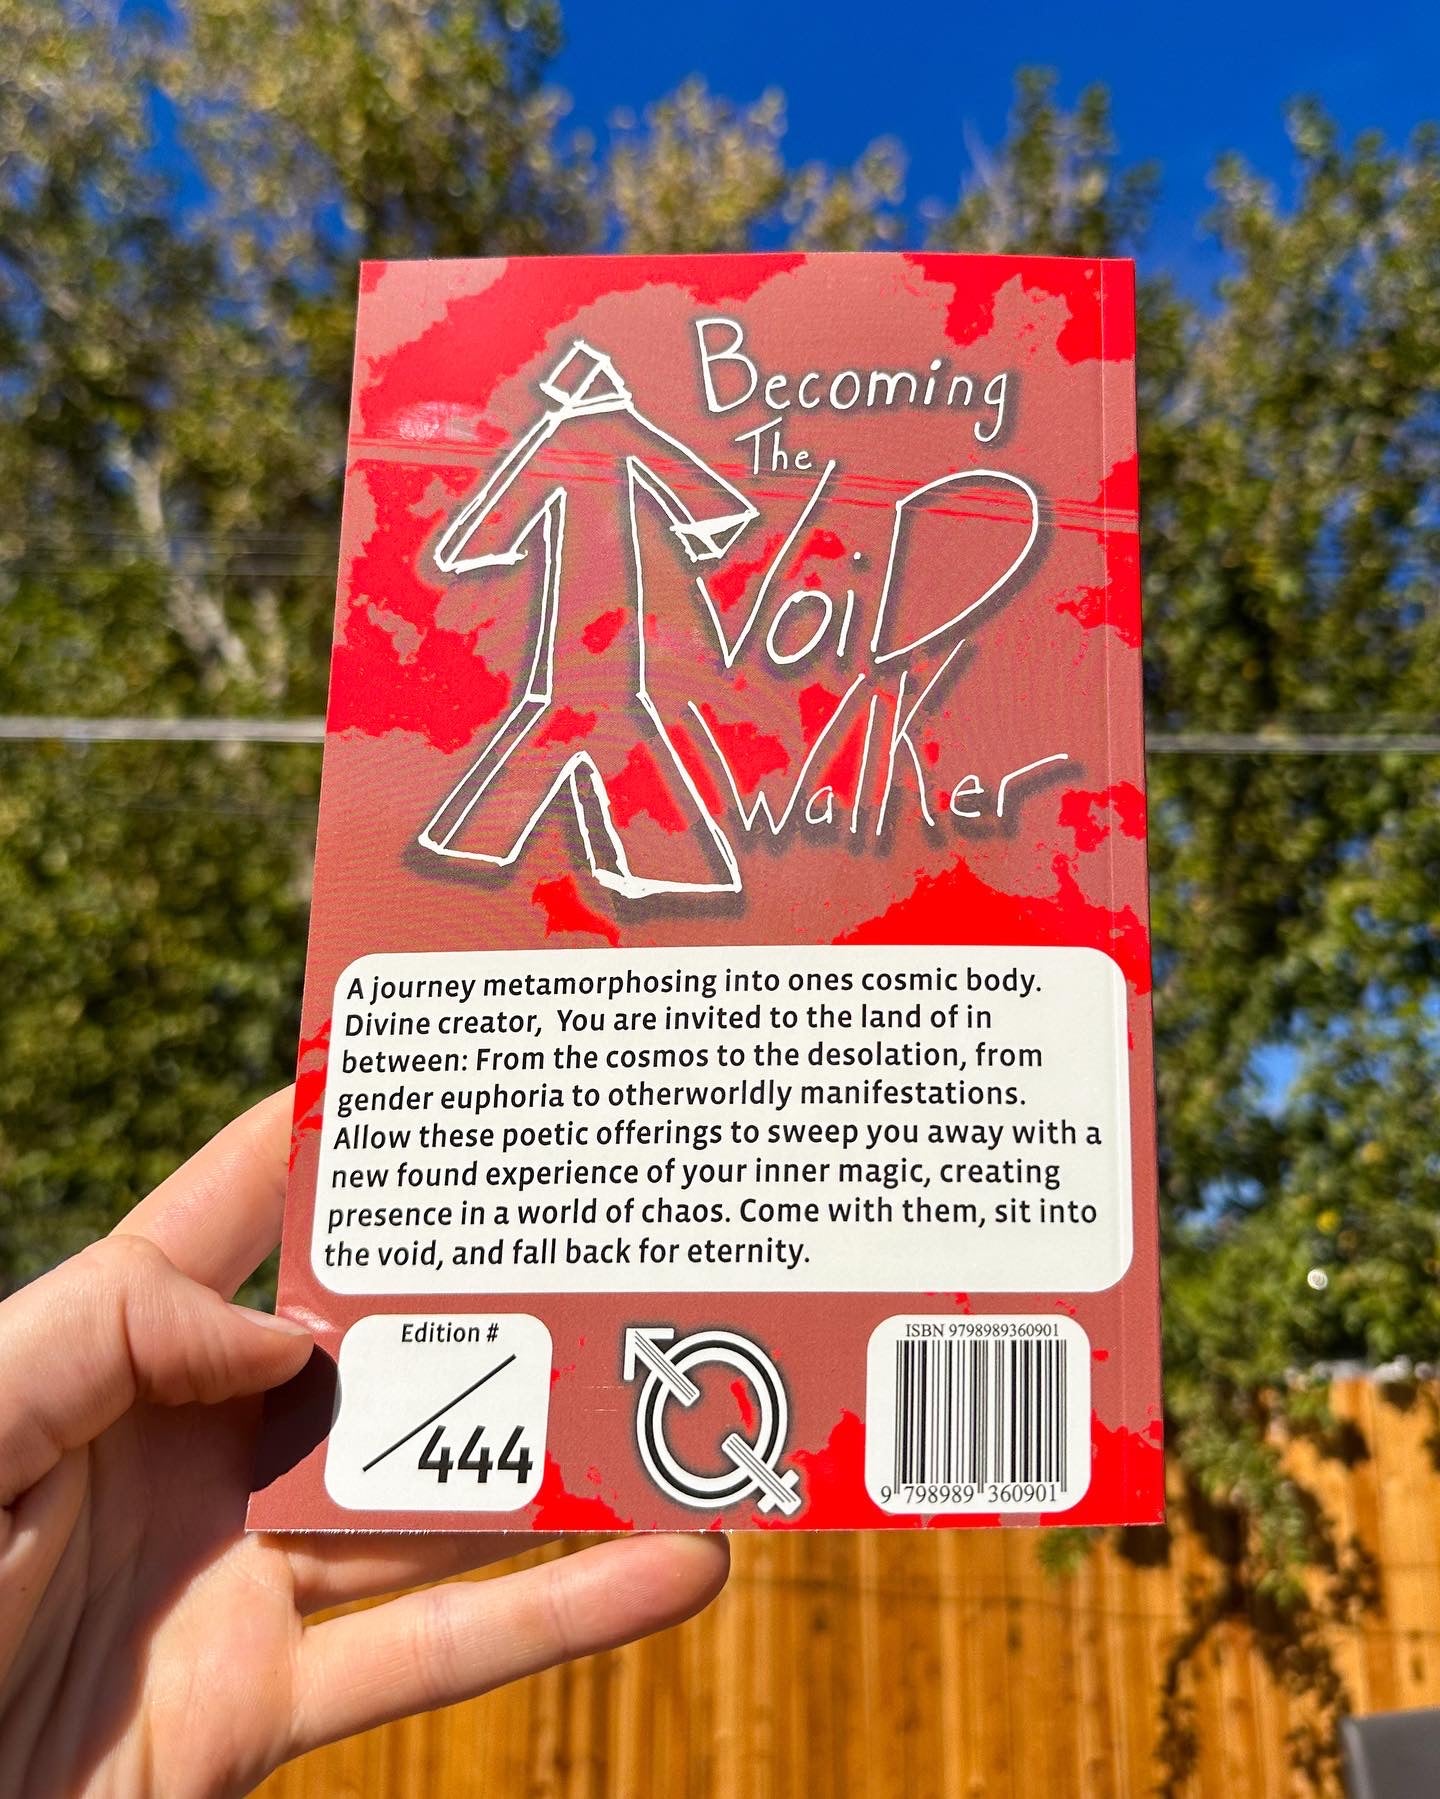 Becoming
The
VoiD
WalKer
A journey metamorphosing into ones cosmic body.
Divine creator, You are invited to the land of in
between: From the cosmos to the desolation, from
gender euphoria to otherworldly manifestations.
Allow these poetic offerings to sweep you away with a
new found experience of your inner magic, creating
presence in a world of chaos. Come with them, sit into
the void, and fall back for eternity.
Edition #
/444
ISBN 9798989360901
9 798989 360901